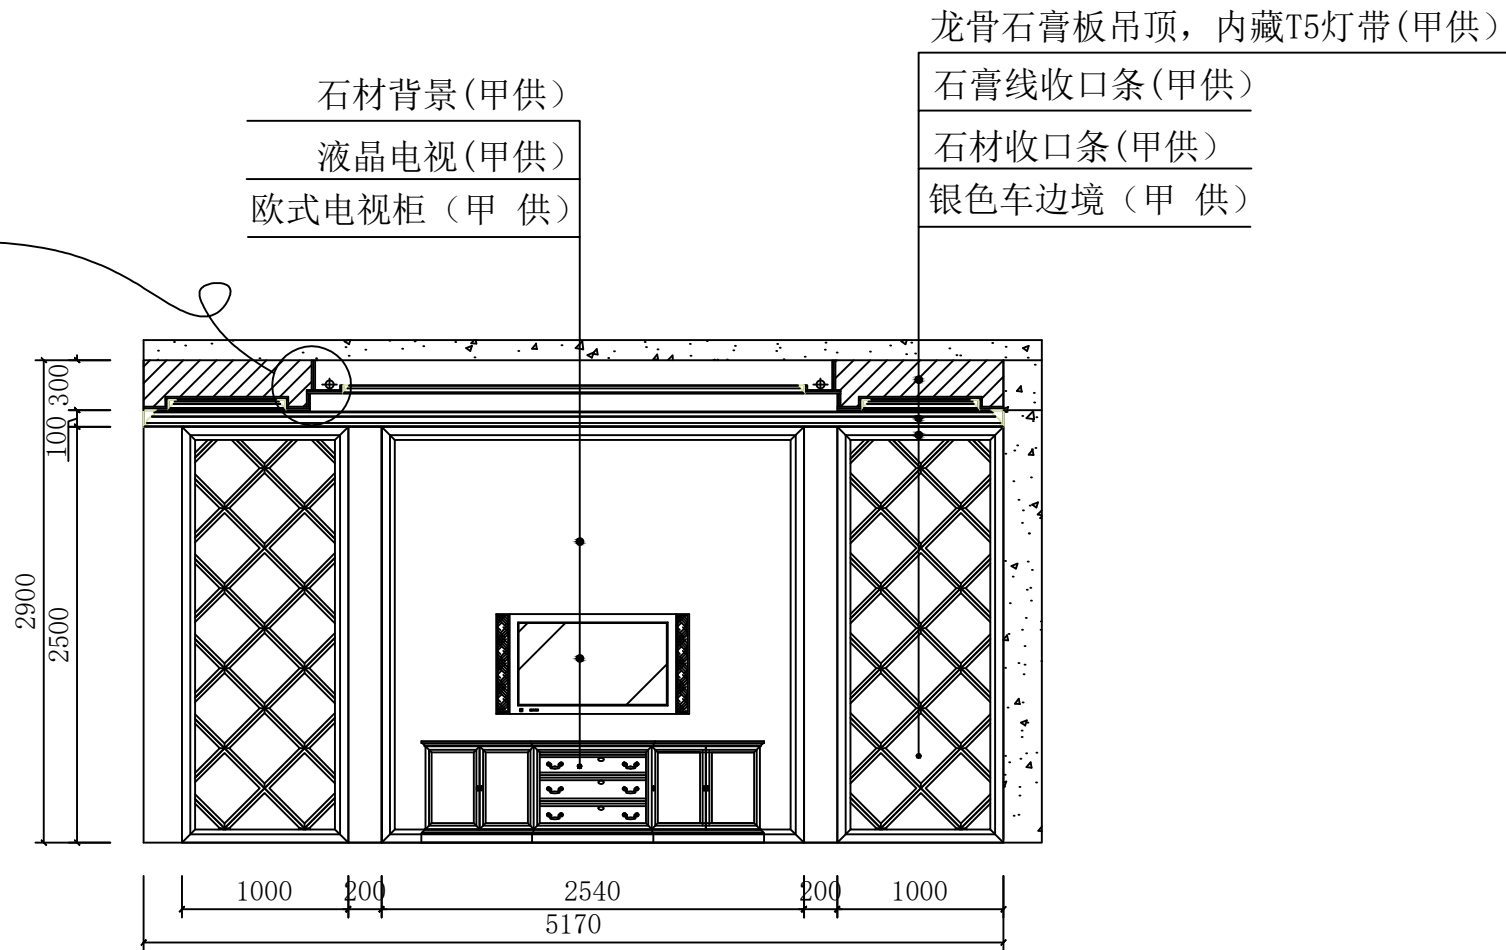 龙骨石膏板吊顶，内藏T5灯带(甲供）
石材背景(甲供）
石膏线收口条(甲供）
液晶电视(甲供）
石材收口条(甲供）
欧式电视柜（甲 供）
银色车边境（甲 供）
300
100
2900
2500
1000
200
2540
200
1000
5170